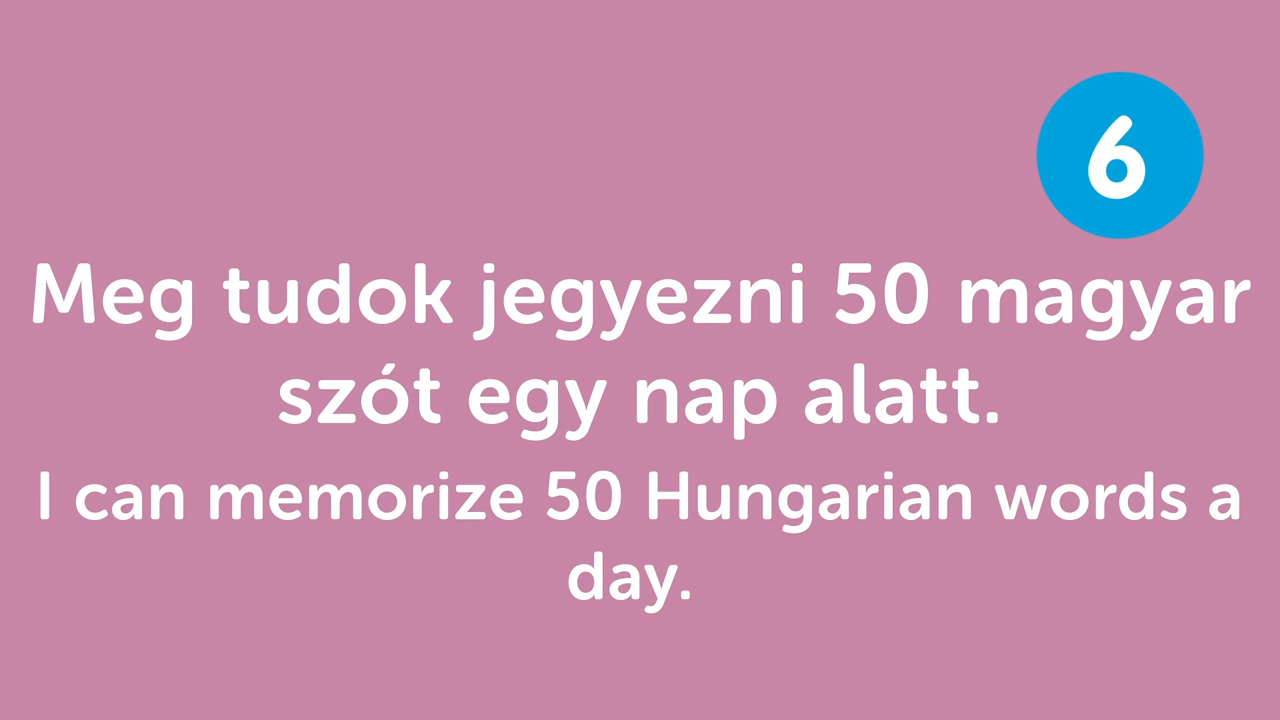 6
Meg tudok jegyezni 50 magyar
szót egy nap alatt.
I can memorize 50 Hungarian words a
day.